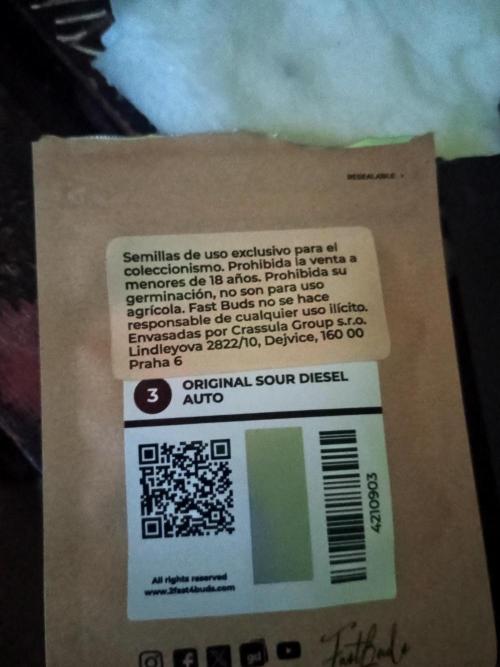 RESEALABLE
Semillas de uso exclusivo para el
coleccionismo. Prohibida la venta a
menores de 18 años. Prohibida su
germinación, no son para uso
agrícola. Fast Buds no se hace
responsable de cualquier uso ilícito.
Envasadas por Crassula Group s.r.o.
Lindleyova 2822/10, Dejvice, 160 00
Praha 6
3 ORIGINAL SOUR DIESEL
AUTO
4210903
All rights reserved
www.2fast4buds.com
FastBuds